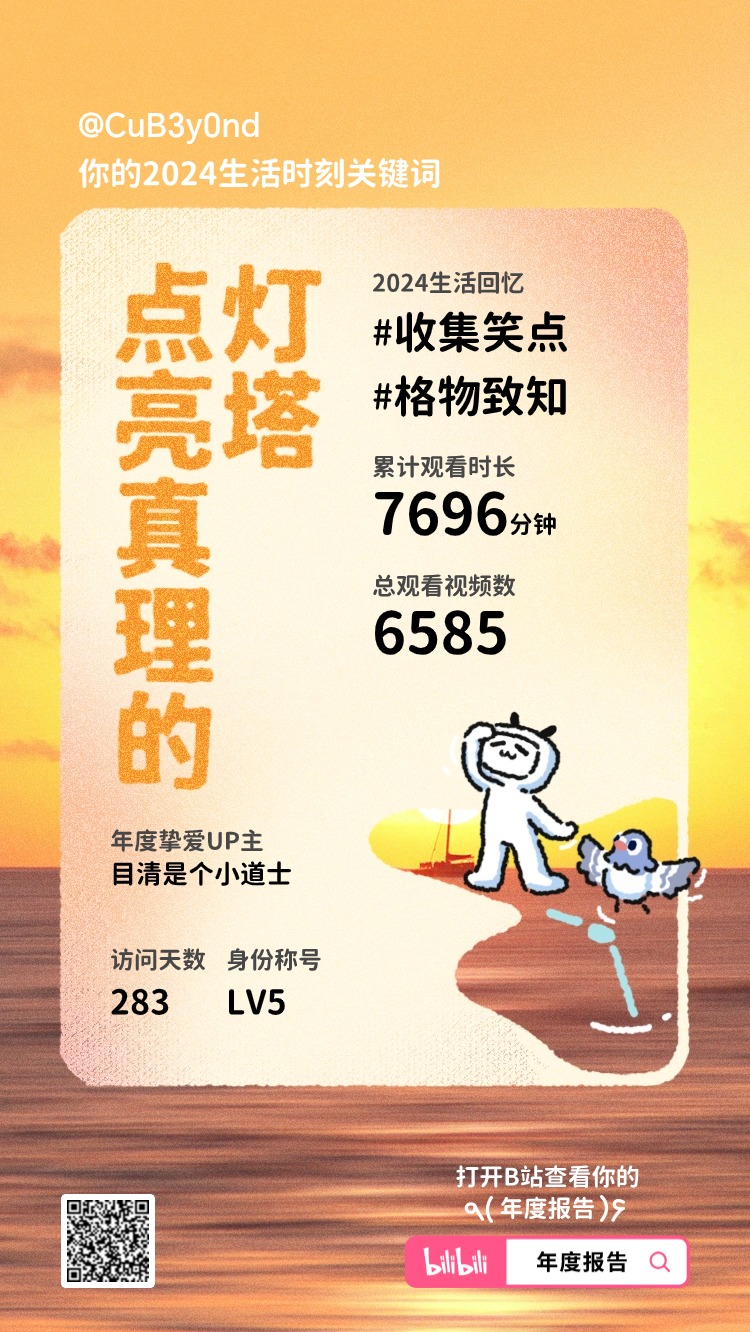 @CuB3y0nd
你的2024生活时刻关键词
点亮真理的
灯塔
2024生活回忆
#收集笑点
#格物致知
累计观看时长
7696分钟
总观看视频数
6585
年度挚爱UP主
目清是个小道士
访问天数 身份称号
283 LV5
打开B站查看你的
٩( 年度报告 )۶
bilibili 年度报告